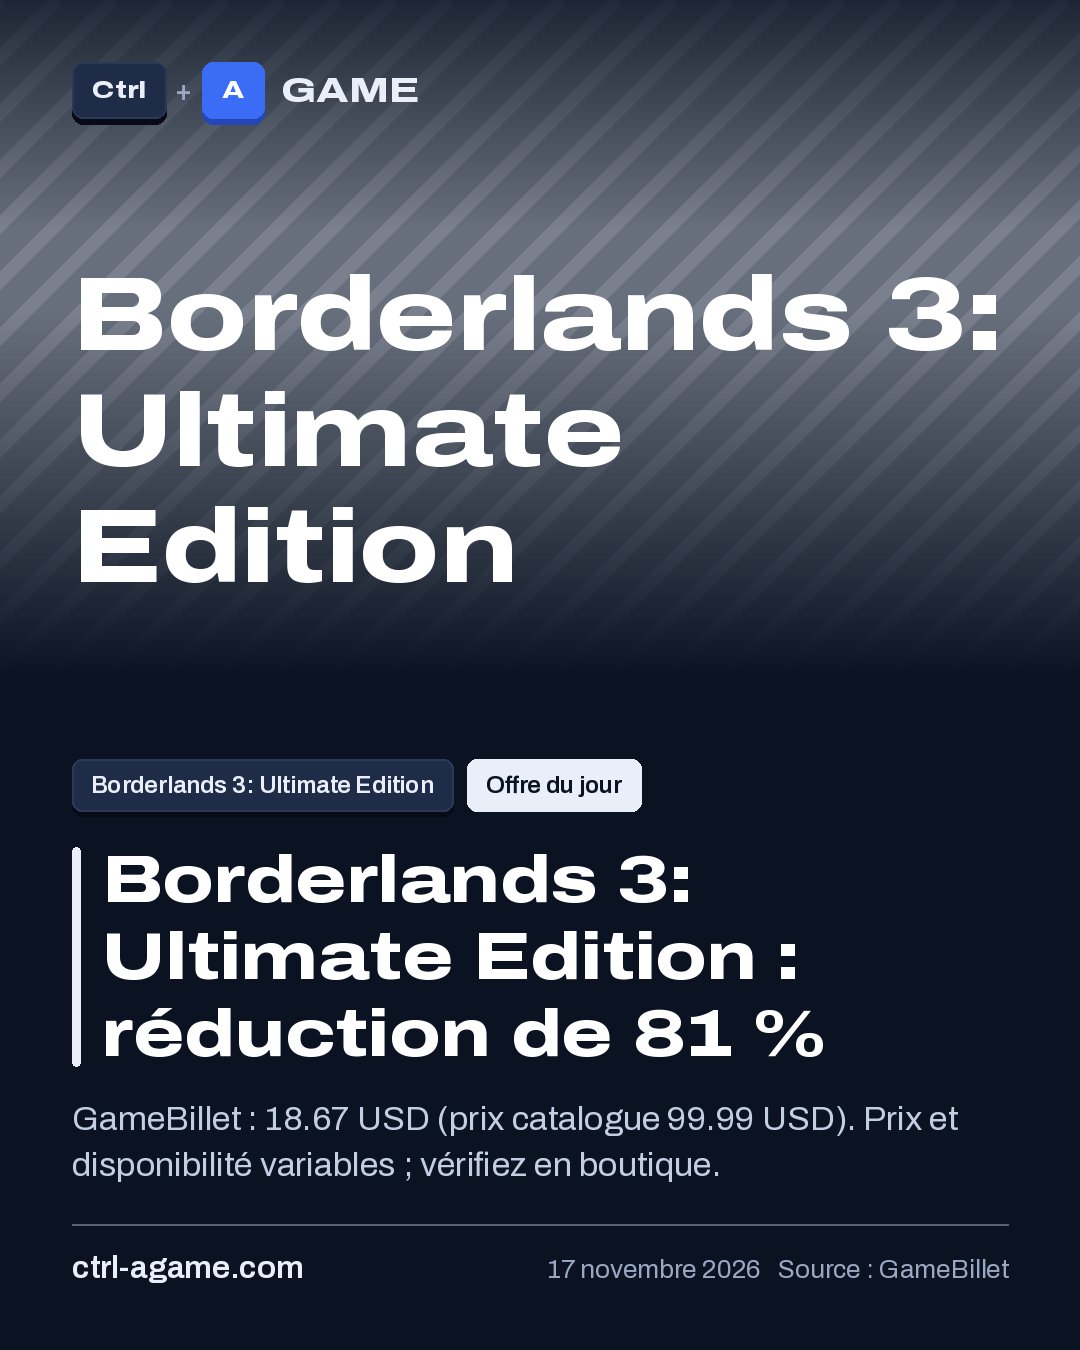 Ctrl + A GAME
Borderlands 3:
Ultimate
Edition
Borderlands 3: Ultimate Edition
Offre du jour
Borderlands 3:
Ultimate Edition :
réduction de 81 %
GameBillet : 18.67 USD (prix catalogue 99.99 USD). Prix et
disponibilité variables ; vérifiez en boutique.
ctrl-agame.com
17 novembre 2026 Source : GameBillet